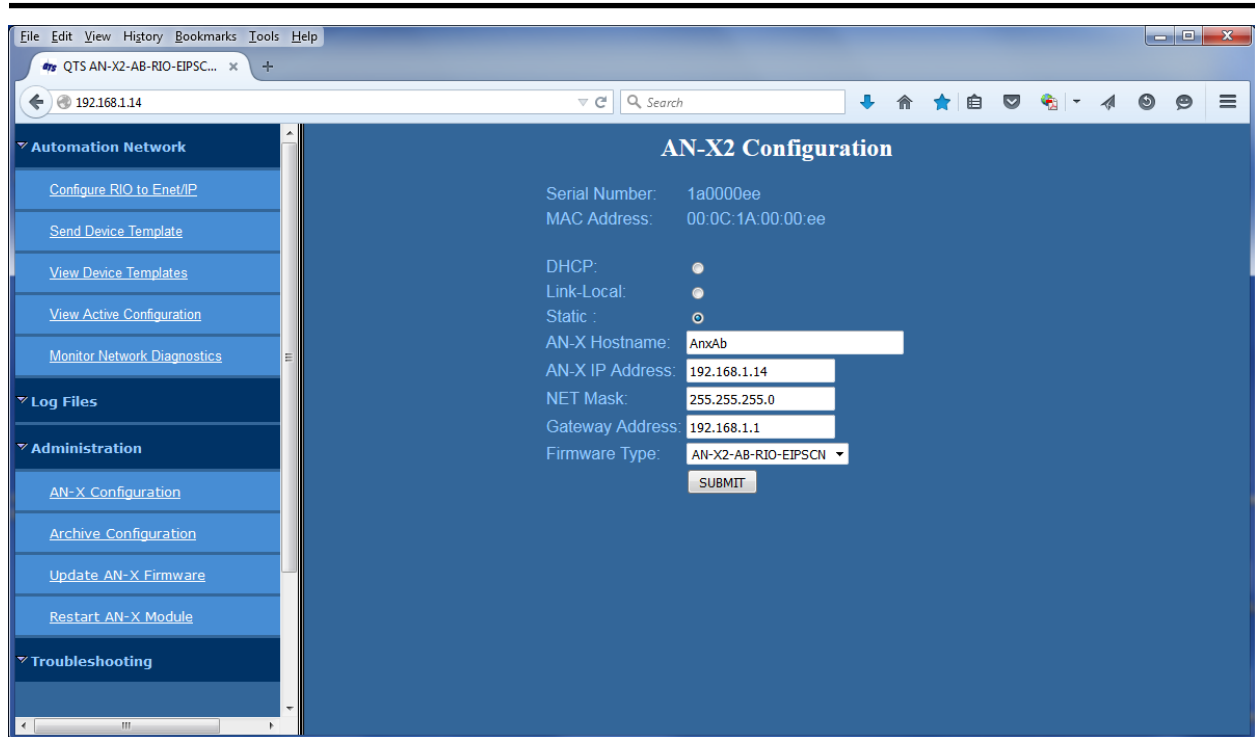 File Edit View History Bookmarks Tools Help
QTS AN-X2-AB-RIO-EIPSC...
192.168.1.14
Search
Automation Network
Configure RIO to Enet/IP
Send Device Template
View Device Templates
View Active Configuration
Monitor Network Diagnostics
Log Files
Administration
AN-X Configuration
Archive Configuration
Update AN-X Firmware
Restart AN-X Module
Troubleshooting
AN-X2 Configuration
Serial Number: 1a0000ee
MAC Address: 00:0C:1A:00:00:ee
DHCP:
Link-Local:
Static :
AN-X Hostname: AnxAb
AN-X IP Address: 192.168.1.14
NET Mask: 255.255.255.0
Gateway Address: 192.168.1.1
Firmware Type: AN-X2-AB-RIO-EIPSCN
SUBMIT